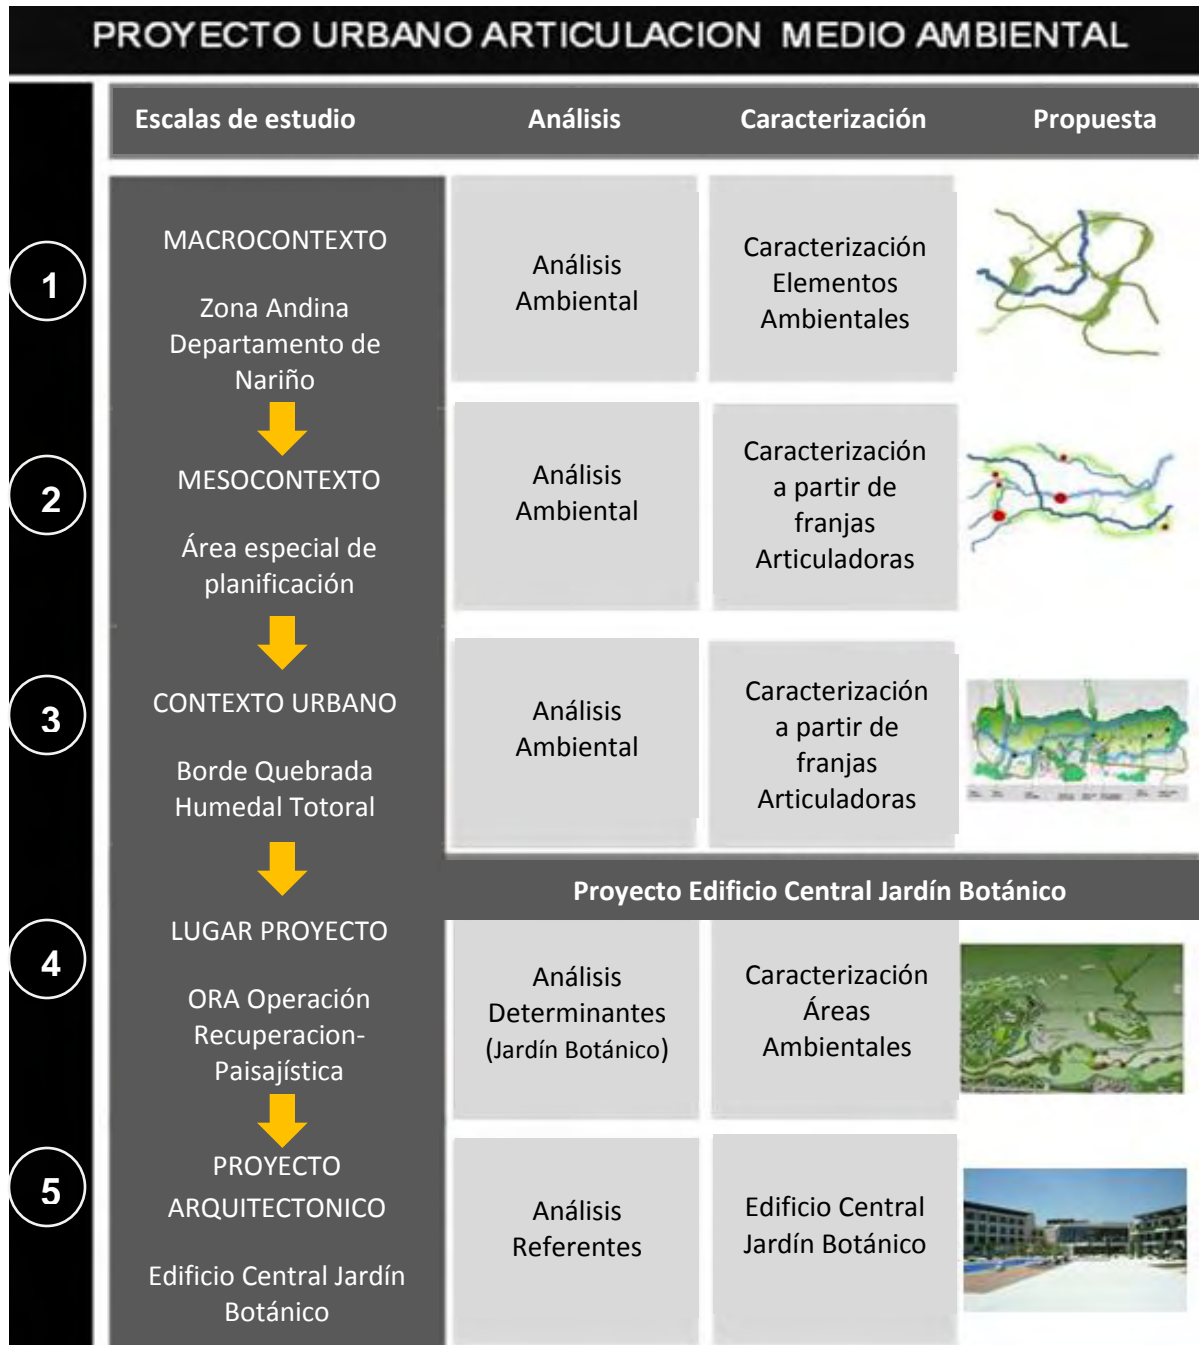 PROYECTO URBANO ARTICULACION MEDIO AMBIENTAL
Escalas de estudio
Análisis
Caracterización
Propuesta
1
MACROCONTEXTO
Zona Andina
Departamento de
Nariño
Análisis
Ambiental
Caracterización
Elementos
Ambientales
2
MESOCONTEXTO
Área especial de
planificación
Análisis
Ambiental
Caracterización
a partir de
franjas
Articuladoras
3
CONTEXTO URBANO
Borde Quebrada
Humedal Totoral
Análisis
Ambiental
Caracterización
a partir de
franjas
Articuladoras
Proyecto Edificio Central Jardín Botánico
4
LUGAR PROYECTO
ORA Operación
Recuperacion-
Paisajística
Análisis
Determinantes
(Jardín Botánico)
Caracterización
Áreas
Ambientales
5
PROYECTO
ARQUITECTONICO
Edificio Central Jardín
Botánico
Análisis
Referentes
Edificio Central
Jardín Botánico